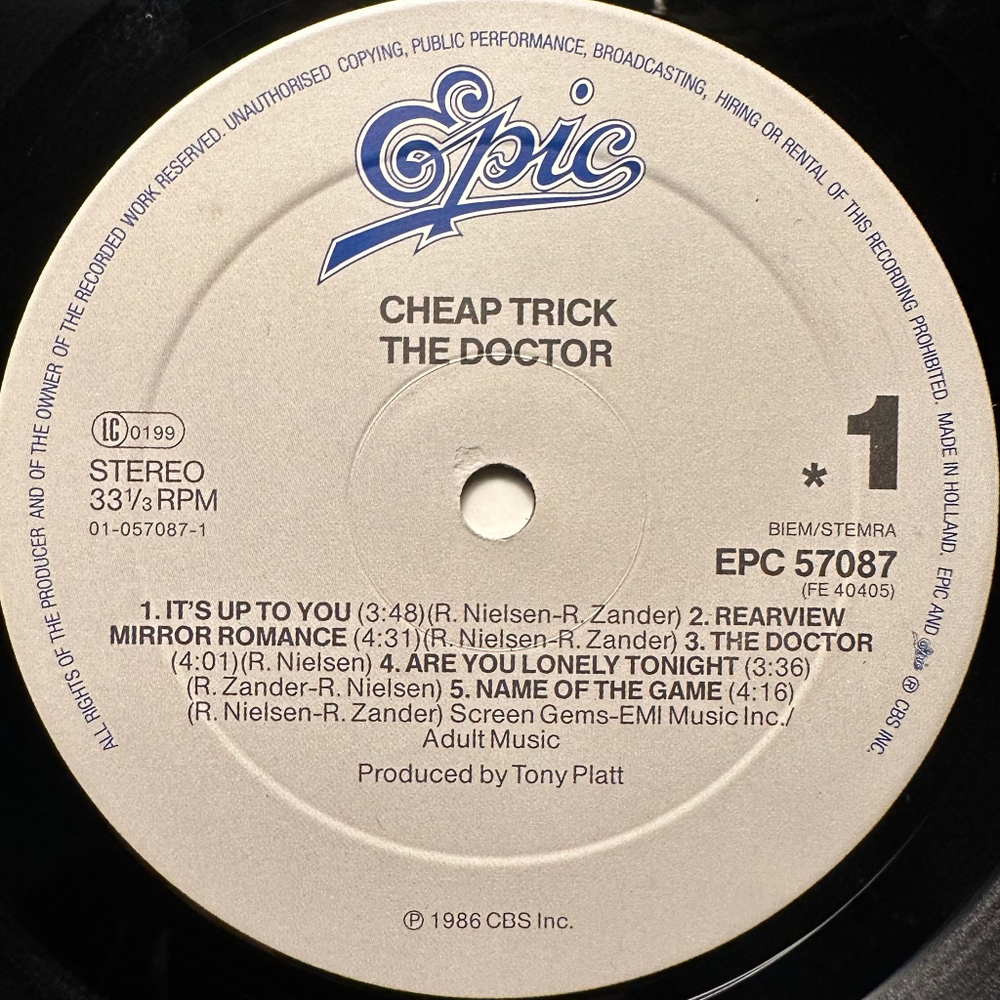 ALL RIGHTS OF THE PRODUCER AND OF THE OWNER OF THE RECORDED WORK RESERVED. UNAUTHORISED COPYING, PUBLIC PERFORMANCE, BROADCASTING, HIRING OR RENTAL OF THIS RECORDING PROHIBITED. MADE IN HOLLAND. EPIC AND Epic ℗ CBS INC.
Epic
CHEAP TRICK
THE DOCTOR
LC 0199
STEREO
33⅓ RPM
01-057087-1
* 1
BIEM/STEMRA
EPC 57087
(FE 40405)
1. IT'S UP TO YOU (3:48)(R. Nielsen-R. Zander) 2. REARVIEW
MIRROR ROMANCE (4:31)(R. Nielsen-R. Zander) 3. THE DOCTOR
(4:01)(R. Nielsen) 4. ARE YOU LONELY TONIGHT (3:36)
(R. Zander-R. Nielsen) 5. NAME OF THE GAME (4:16)
(R. Nielsen-R. Zander) Screen Gems-EMI Music Inc./
Adult Music
Produced by Tony Platt
℗ 1986 CBS Inc.